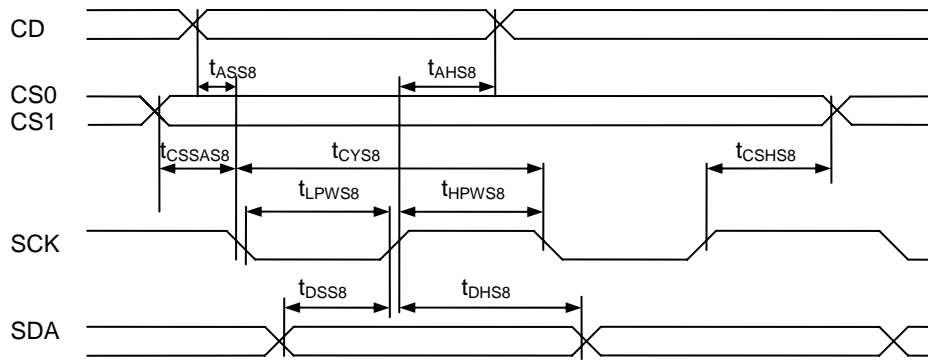 CD
tASS8
tAHS8
CS0
CS1
tCSSAS8
tCYS8
tCSHS8
tLPWS8
tHPWS8
SCK
tDSS8
tDHS8
SDA